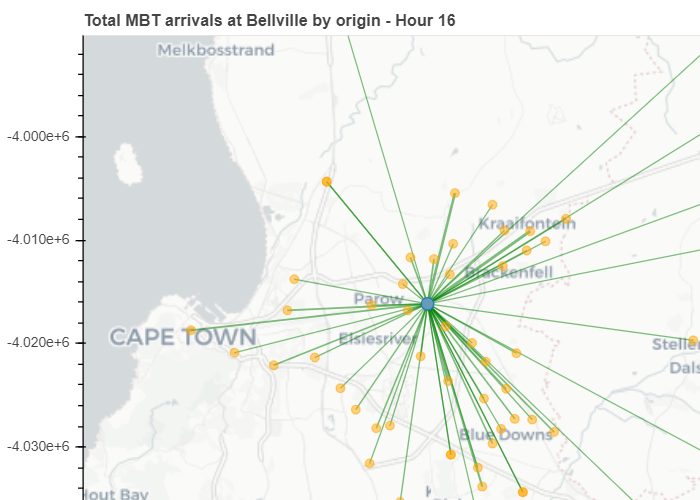 Total MBT arrivals at Bellville by origin - Hour 16
Melkbosstrand
-4.000e+6
Kraaifontein
-4.010e+6
Brackenfell
Parow
CAPE TOWN
Elsiesriver
-4.020e+6
Stelle
Dals
Blue Downs
-4.030e+6
Hout Bay